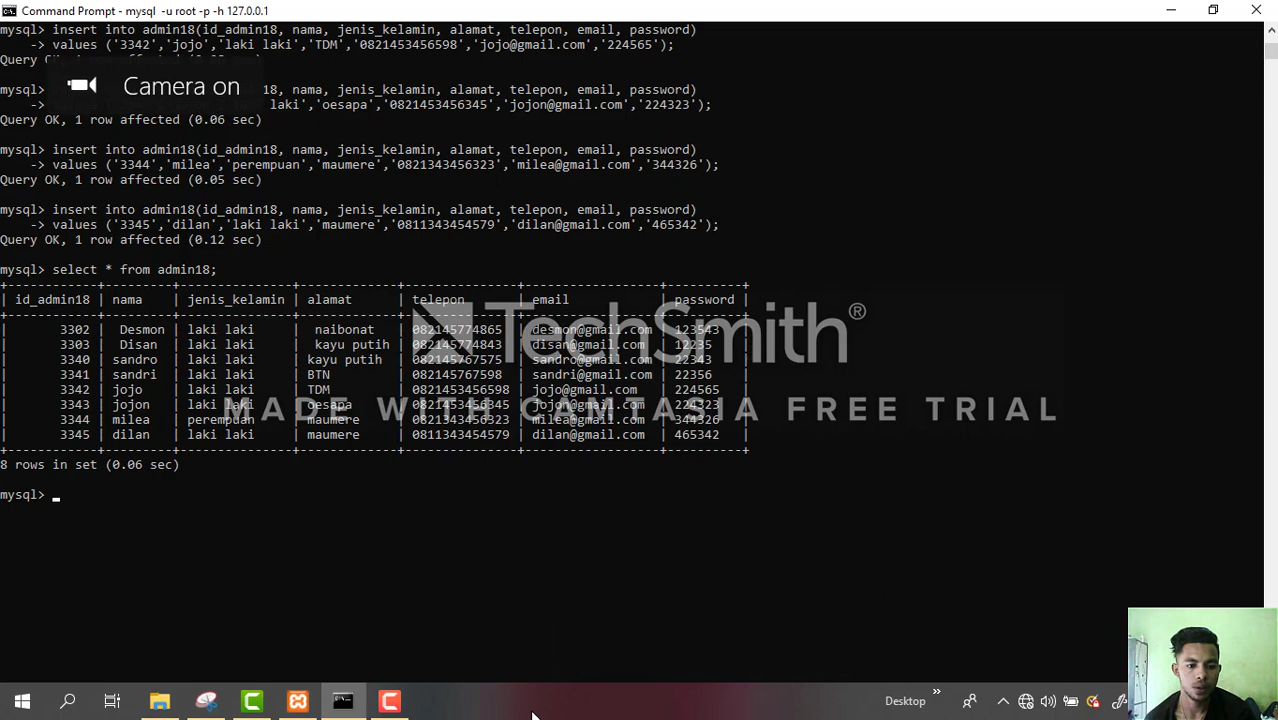 Command Prompt - mysql  -u root -p -h 127.0.0.1
mysql> insert into admin18(id_admin18, nama, jenis_kelamin, alamat, telepon, email, password)
    -> values ('3342','jojo','laki laki','TDM','0821453456598','jojo@gmail.com','224565');
Query OK,
Camera on
18, nama, jenis_kelamin, alamat, telepon, email, password)
laki','oesapa','0821453456345','jojon@gmail.com','224323');
Query OK, 1 row affected (0.06 sec)
mysql> insert into admin18(id_admin18, nama, jenis_kelamin, alamat, telepon, email, password)
    -> values ('3344','milea','perempuan','maumere','0821343456323','milea@gmail.com','344326');
Query OK, 1 row affected (0.05 sec)
mysql> insert into admin18(id_admin18, nama, jenis_kelamin, alamat, telepon, email, password)
    -> values ('3345','dilan','laki laki','maumere','0811343454579','dilan@gmail.com','465342');
Query OK, 1 row affected (0.12 sec)
mysql> select * from admin18;
| id_admin18 | nama    | jenis_kelamin | alamat      | telepon       | email            | password |
|       3302 |  Desmon | laki laki     |  naibonat   | 082145774865  | desmon@gmail.com | 123543   |
|       3303 |  Disan  | laki laki     |  kayu putih | 082145774843  | disan@gmail.com  | 12235    |
|       3340 | sandro  | laki laki     | kayu putih  | 082145767575  | sandro@gmail.com | 22343    |
|       3341 | sandri  | laki laki     | BTN         | 082145767598  | sandri@gmail.com | 22356    |
|       3342 | jojo    | laki laki     | TDM         | 0821453456598 | jojo@gmail.com   | 224565   |
|       3343 | jojon   | laki laki     | oesapa      | 0821453456345 | jojon@gmail.com  | 224323   |
|       3344 | milea   | perempuan     | maumere     | 0821343456323 | milea@gmail.com  | 344326   |
|       3345 | dilan   | laki laki     | maumere     | 0811343454579 | dilan@gmail.com  | 465342   |
8 rows in set (0.06 sec)
mysql>
TechSmith®
MADE WITH CAMTASIA FREE TRIAL
Desktop